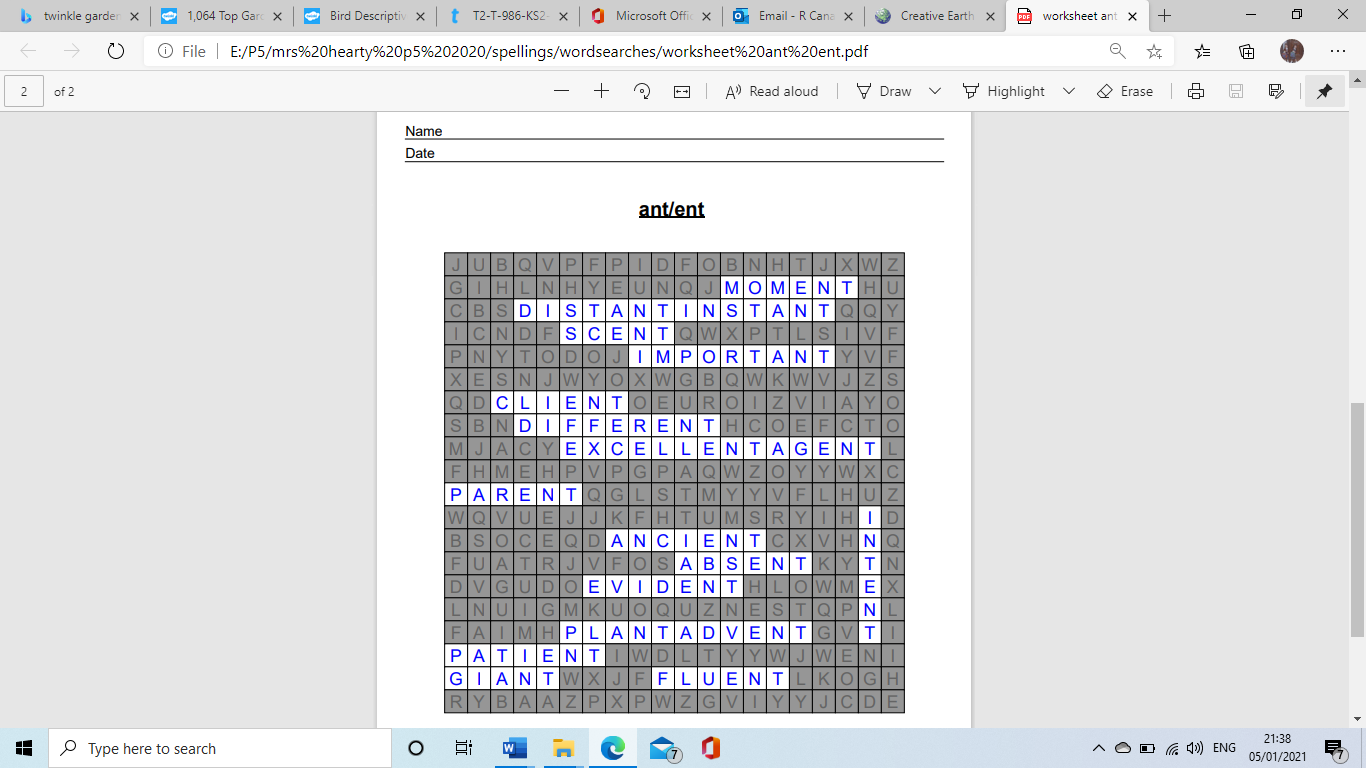 twinkle garden
1,064 Top Gard
Bird Descriptiv
T2-T-986-KS2-
Microsoft Offic
Email - R Cana
Creative Earth
worksheet ant
File
E:/P5/mrs%20hearty%20p5%202020/spellings/wordsearches/worksheet%20ant%20ent.pdf
2 of 2
Read aloud
Draw
Highlight
Erase
Name
Date
ant/ent
J U B Q V P F P I D F O B N H T J X W Z
G I H L N H Y E U N Q J M O M E N T H U
C B S D I S T A N T I N S T A N T Q Q Y
I C N D F S C E N T Q W X P T L S I V F
P N Y T O D O J I M P O R T A N T Y V F
X E S N J W Y O X W G B Q W K W V J Z S
Q D C L I E N T O E U R O I Z V I A Y O
S B N D I F F E R E N T H C O E F C T O
M J A C Y E X C E L L E N T A G E N T L
F H M E H P V P G P A Q W Z O Y Y W X C
P A R E N T Q G L S T M Y Y V F L H U Z
W Q V U E J J K F H T U M S R Y I H I D
B S O C E Q D A N C I E N T C X V H N Q
F U A T R J V F O S A B S E N T K Y T N
D V G U D O E V I D E N T H L O W M E X
L N U I G M K U O Q U Z N E S T Q P N L
F A I M H P L A N T A D V E N T G V T I
P A T I E N T I W D L T Y Y W J W E N I
G I A N T W X J F F L U E N T L K O G H
R Y B A A Z P X P W Z G V I Y Y J C D E
Type here to search
7
ENG
21:38
05/01/2021
7